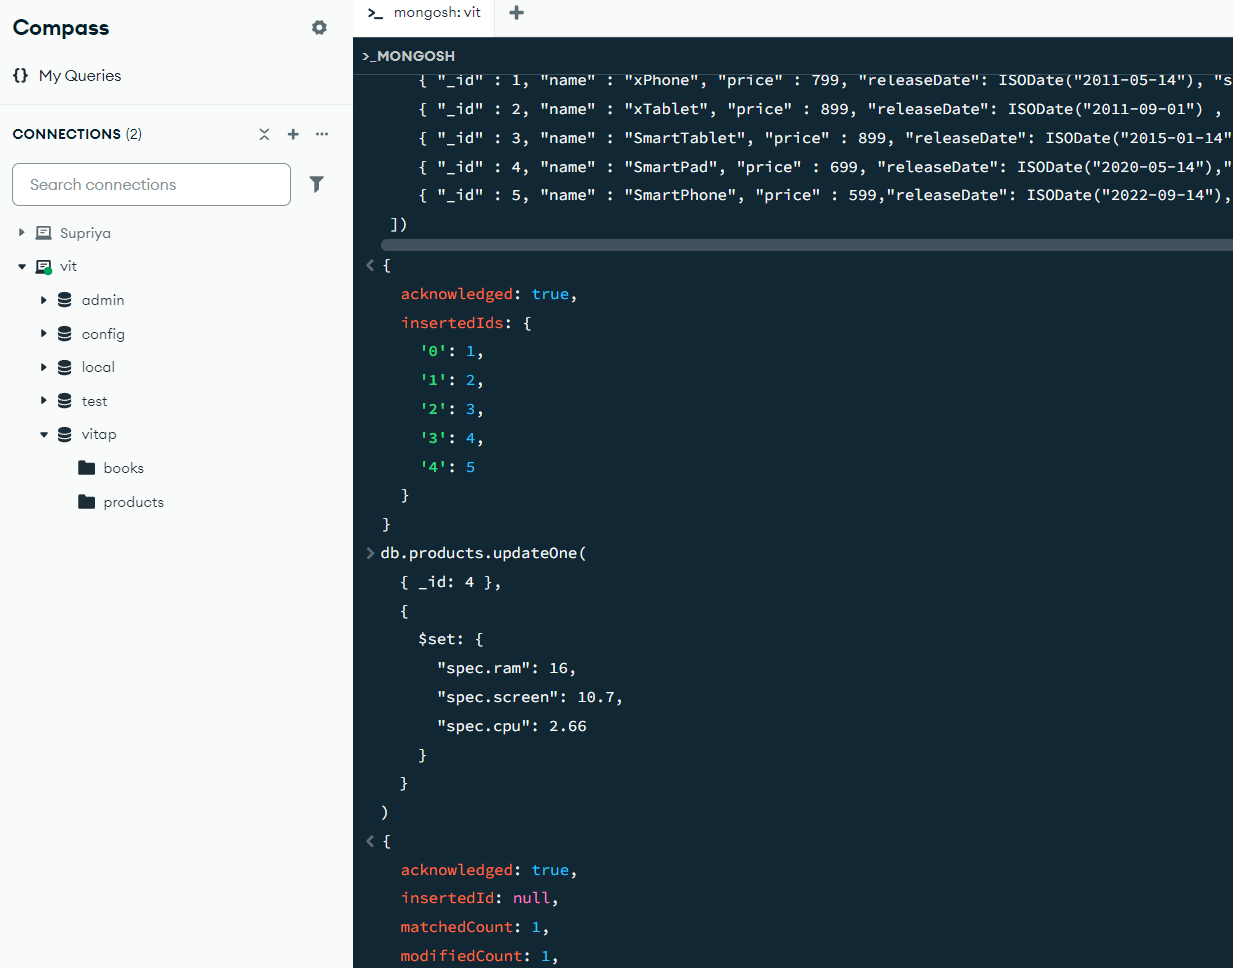 Compass
My Queries
CONNECTIONS (2)
Search connections
Supriya
vit
admin
config
local
test
vitap
books
products
>_ mongosh: vit
>_MONGOSH
{ "_id" : 1, "name" : "xPhone", "price" : 799, "releaseDate": ISODate("2011-05-14"), "s
{ "_id" : 2, "name" : "xTablet", "price" : 899, "releaseDate": ISODate("2011-09-01") ,
{ "_id" : 3, "name" : "SmartTablet", "price" : 899, "releaseDate": ISODate("2015-01-14"
{ "_id" : 4, "name" : "SmartPad", "price" : 699, "releaseDate": ISODate("2020-05-14"),"
{ "_id" : 5, "name" : "SmartPhone", "price" : 599,"releaseDate": ISODate("2022-09-14"),
])
< {
acknowledged: true,
insertedIds: {
'0': 1,
'1': 2,
'2': 3,
'3': 4,
'4': 5
}
}
> db.products.updateOne(
{ _id: 4 },
{
$set: {
"spec.ram": 16,
"spec.screen": 10.7,
"spec.cpu": 2.66
}
}
)
< {
acknowledged: true,
insertedId: null,
matchedCount: 1,
modifiedCount: 1,